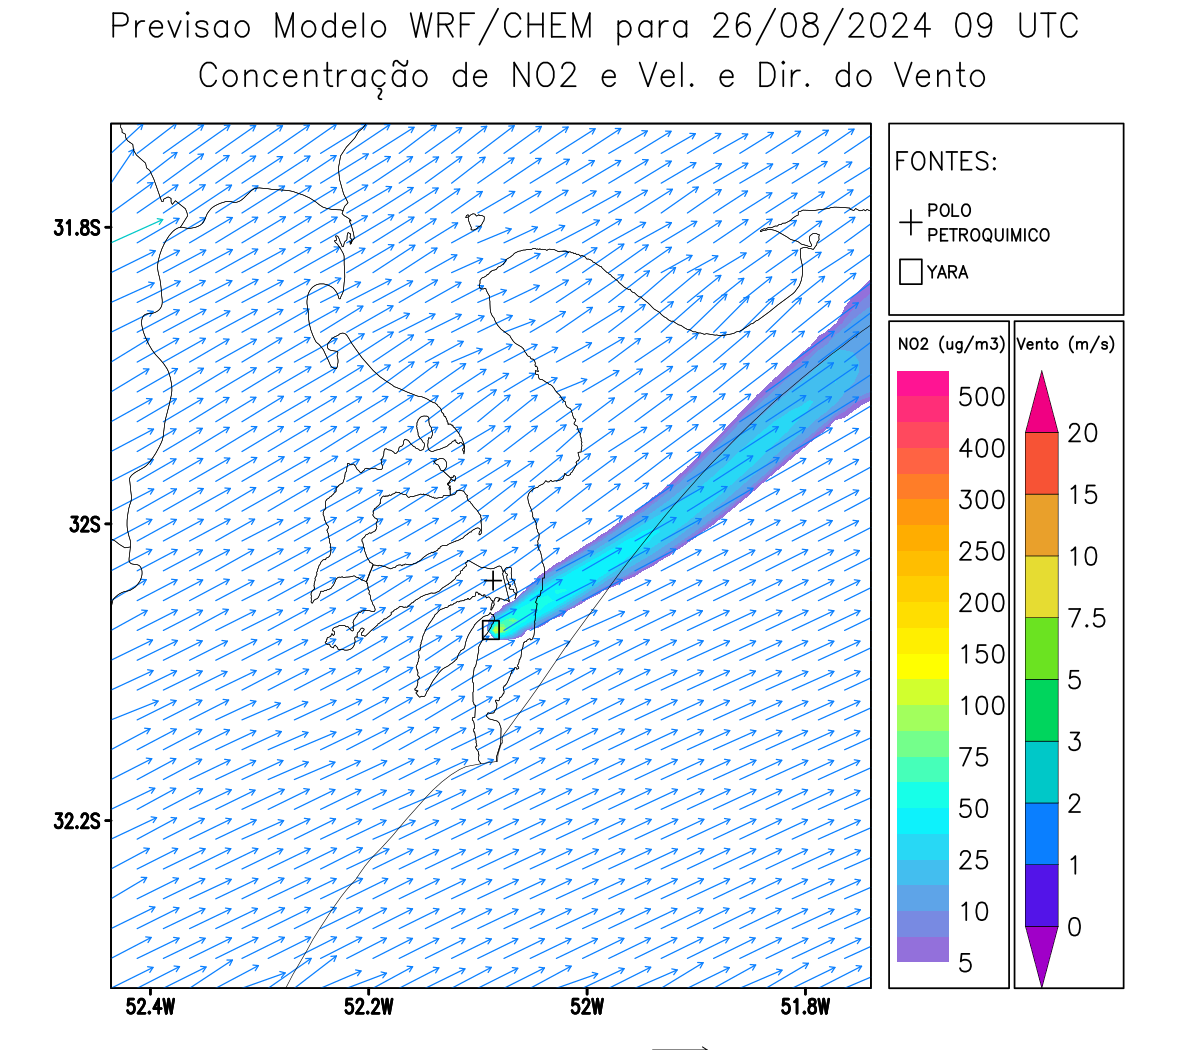 Previsao Modelo WRF/CHEM para 26/08/2024 09 UTC
Concentração de NO2 e Vel. e Dir. do Vento
FONTES:
POLO
PETROQUIMICO
YARA
31.8S
32S
32.2S
52.4W
52.2W
52W
51.8W
NO2 (ug/m3)
500
400
300
250
200
150
100
75
50
25
10
5
Vento (m/s)
20
15
10
7.5
5
3
2
1
0